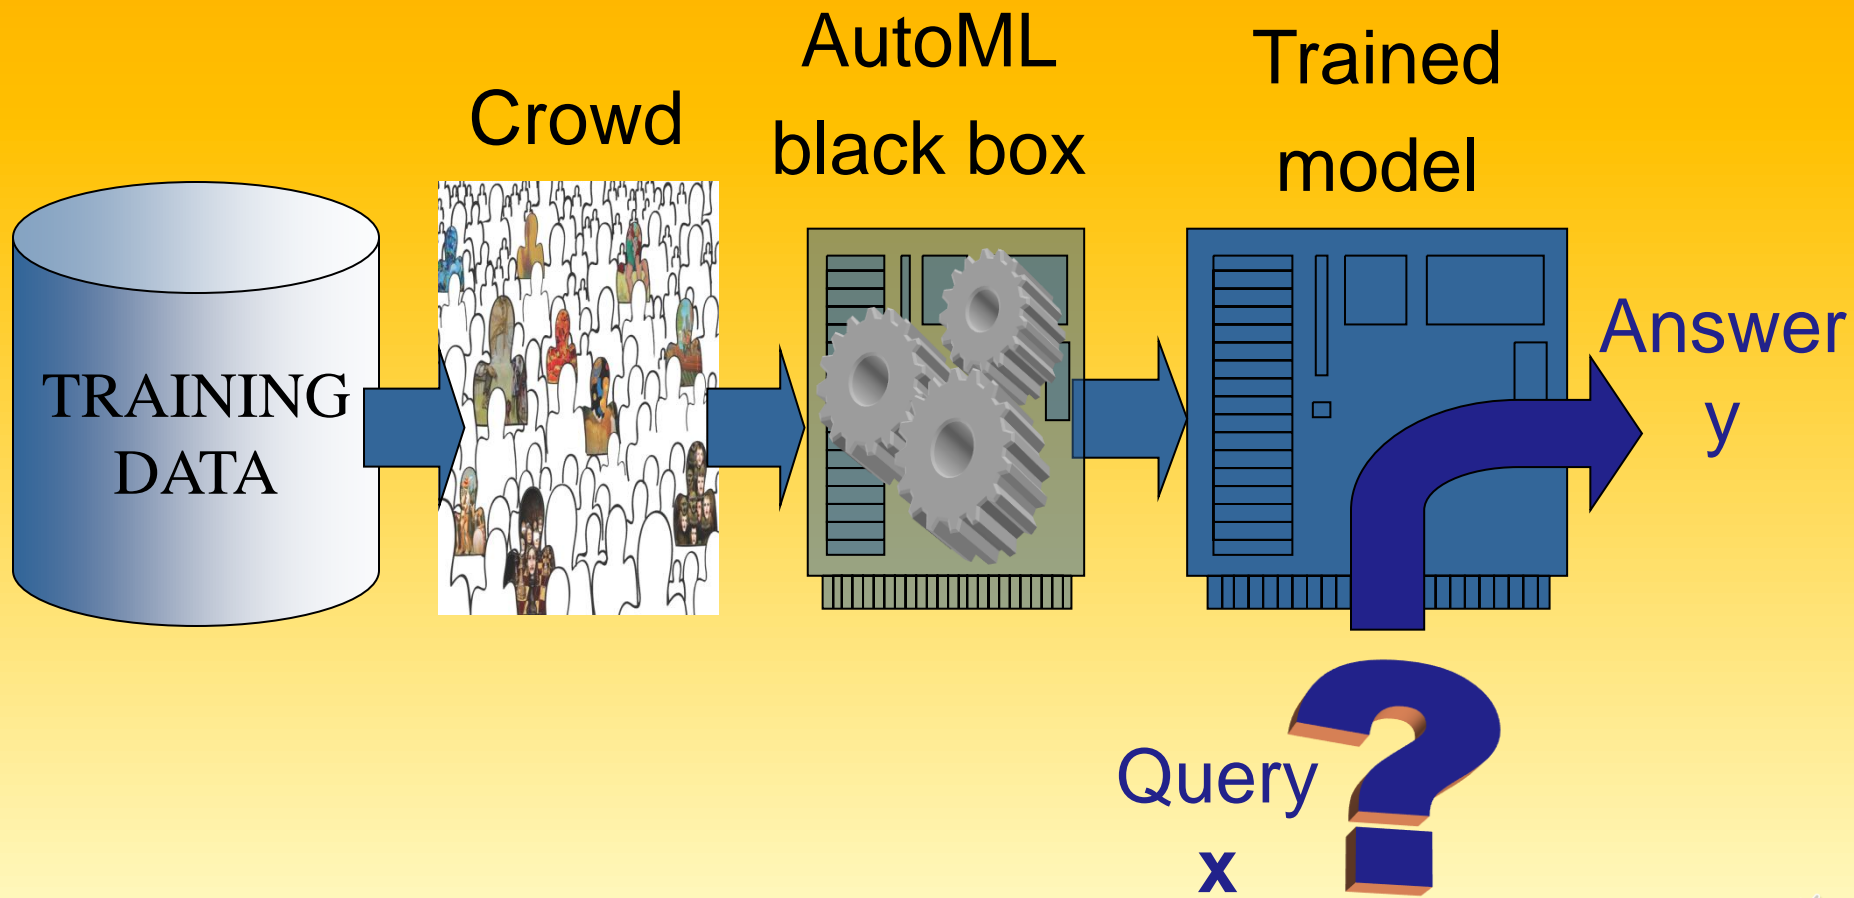 TRAINING
DATA
Crowd
AutoML
black box
Trained
model
Answer
y
Query
x